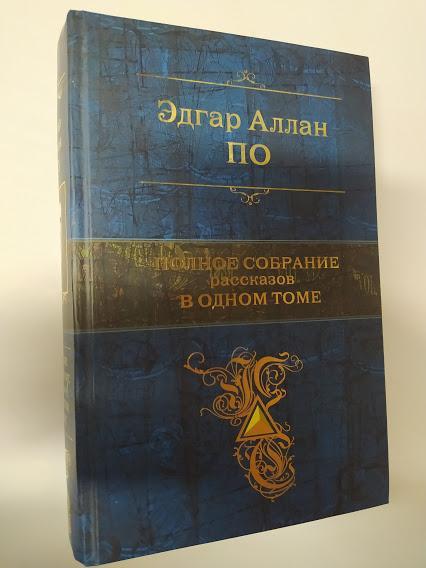 Эдгар Аллан
ПО
ПОЛНОЕ СОБРАНИЕ
рассказов
В ОДНОМ ТОМЕ